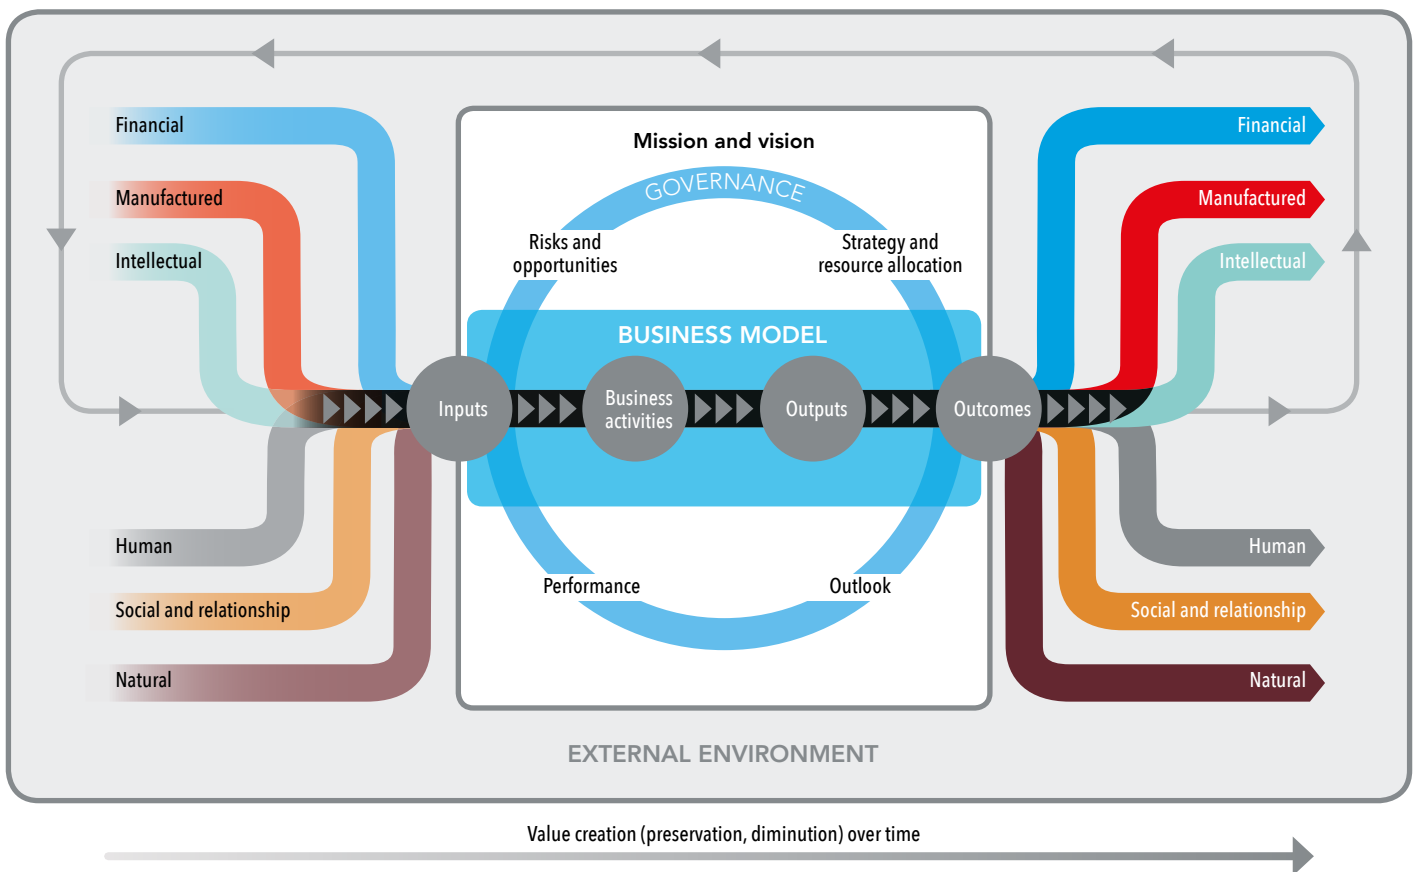 Financial
Manufactured
Intellectual
Human
Social and relationship
Natural
Mission and vision
GOVERNANCE
Risks and
opportunities
Strategy and
resource allocation
BUSINESS MODEL
Inputs
Business
activities
Outputs
Outcomes
Performance
Outlook
Financial
Manufactured
Intellectual
Human
Social and relationship
Natural
EXTERNAL ENVIRONMENT
Value creation (preservation, diminution) over time